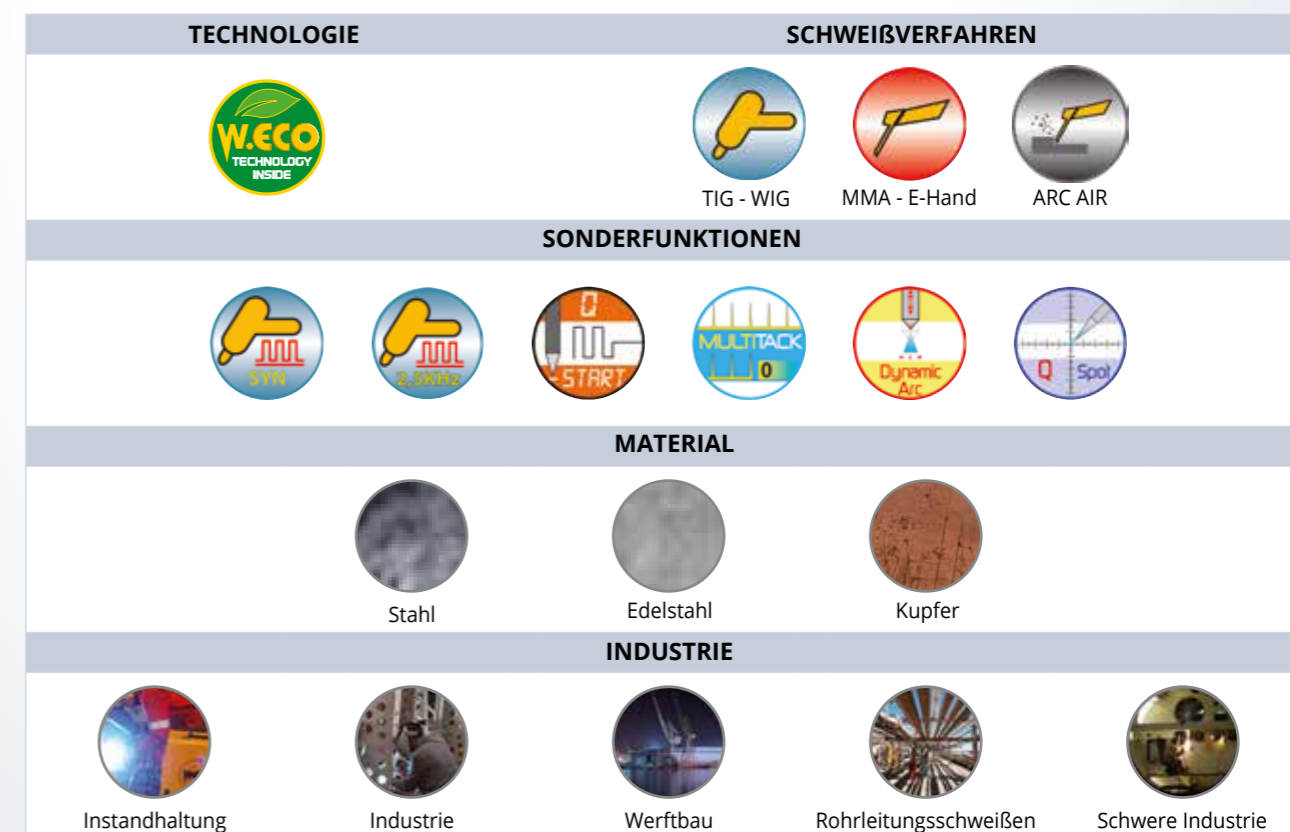 TECHNOLOGIE SCHWEIßVERFAHREN
W.ECO
TECHNOLOGY
INSIDE
TIG - WIG MMA - E-Hand ARC AIR
SONDERFUNKTIONEN
SYN
2,5KHz
Q
-START
MULTITACK
0
Dynamic
Arc
Q Spot
MATERIAL
Stahl Edelstahl Kupfer
INDUSTRIE
Instandhaltung Industrie Werftbau Rohrleitungsschweißen Schwere Industrie